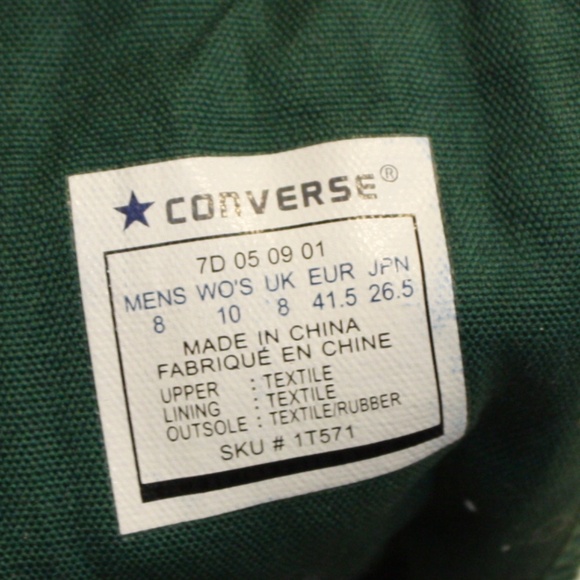 ★ CONVERSE®
7D 05 09 01
MENS WO'S UK EUR JPN
8 10 8 41.5 26.5
MADE IN CHINA
FABRIQUÉ EN CHINE
UPPER : TEXTILE
LINING : TEXTILE
OUTSOLE : TEXTILE/RUBBER
SKU # 1T571